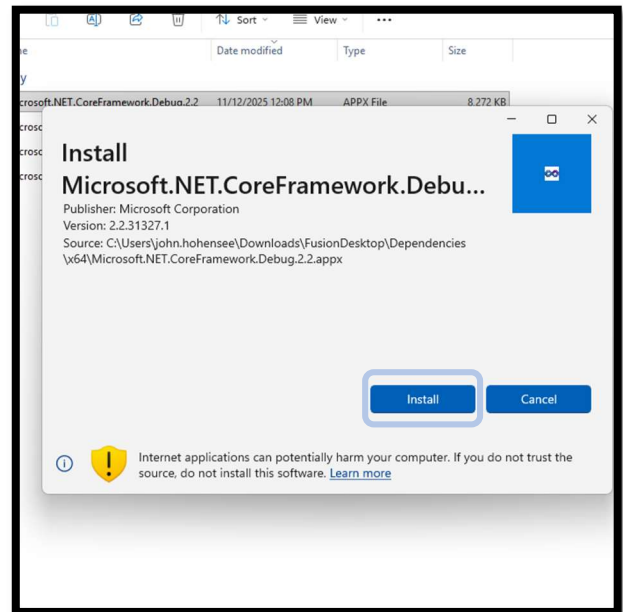 Sort View ...
Date modified Type Size
y
crosoft.NET.CoreFramework.Debug.2.2 11/12/2025 12:08 PM APPX File 8,272 KB
crosc
crosc
crosc
Install
Microsoft.NET.CoreFramework.Debu...
Publisher: Microsoft Corporation
Version: 2.2.31327.1
Source: C:\Users\john.hohensee\Downloads\FusionDesktop\Dependencies
\x64\Microsoft.NET.CoreFramework.Debug.2.2.appx
Install Cancel
Internet applications can potentially harm your computer. If you do not trust the
source, do not install this software. Learn more